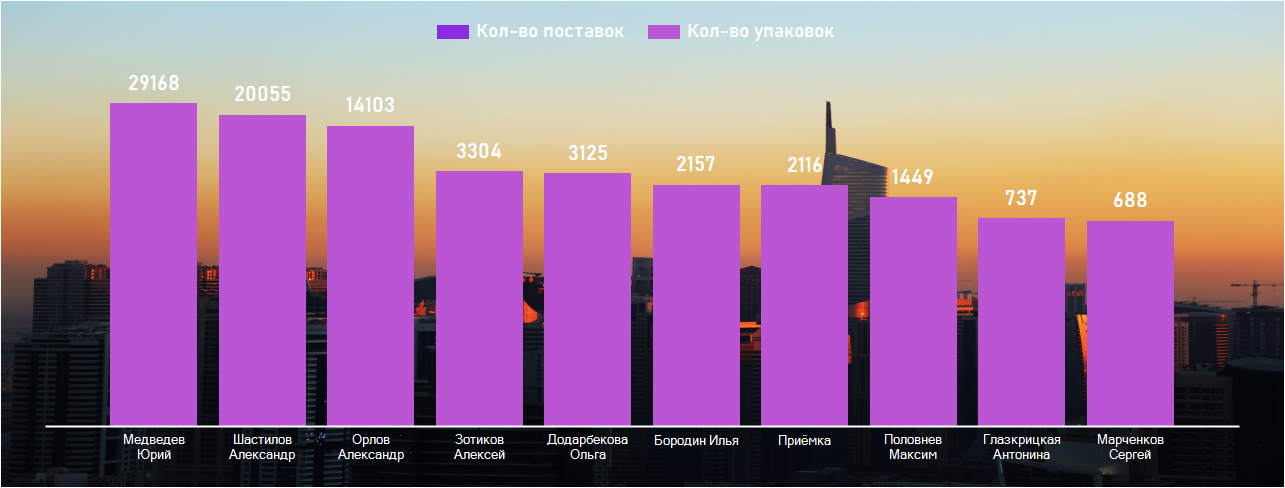 Кол-во поставок Кол-во упаковок
29168 20055 14103 3304 3125 2157 2116 1449 737 688
Медведев Шастилов Орлов Зотиков Додарбекова Бородин Илья Приёмка Половнев Глазкрицкая Марченков
Юрий Александр Александр Алексей Ольга Максим Антонина Сергей